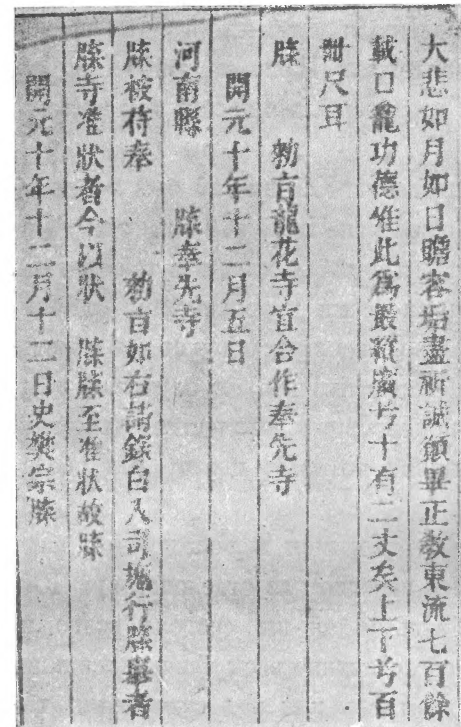 大悲如月如日瞻容垢盡祈誠願畢正教東流七百餘
載口龕功德惟此爲最縱廣兮十有二丈矣上下兮百
卌尺耳
牒 勅旨龍花寺宜合作奉先寺
開元十年十二月五日
河南縣 牒奉先寺
牒被符奉 勅旨如右請錄白入司施行牒舉者
牒寺准狀者今以狀 牒牒至准狀故牒
開元十年十二月十二日史樊宗牒